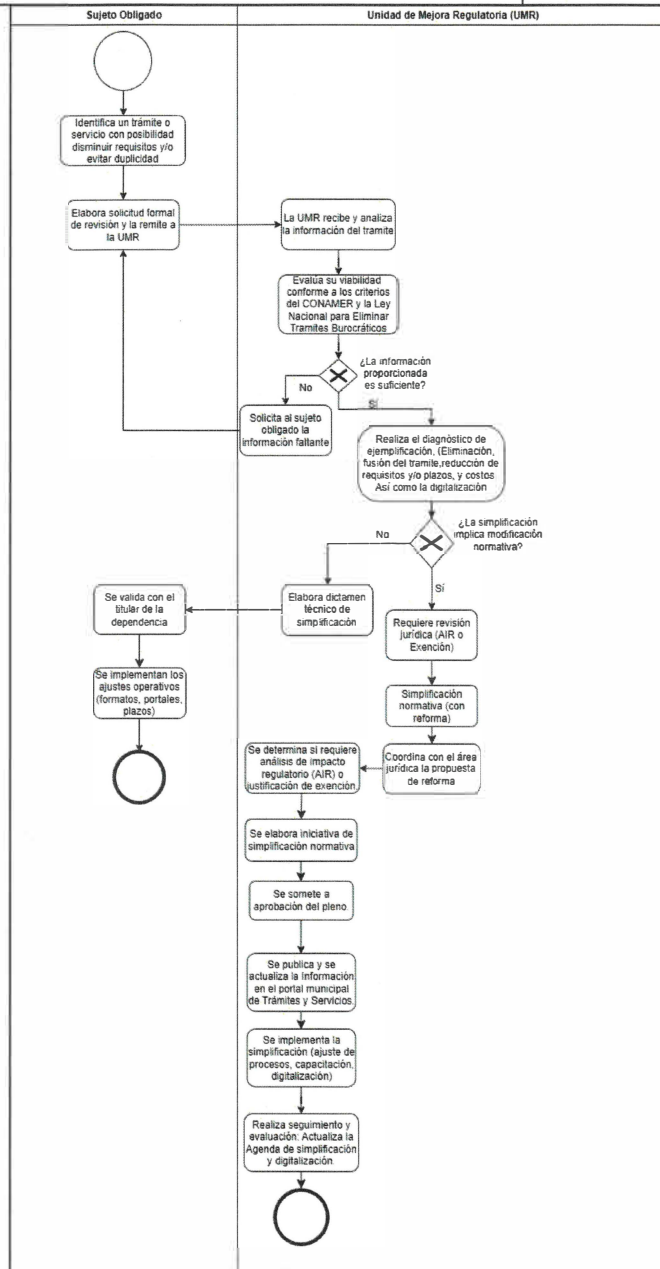 Sujeto Obligado
Unidad de Mejora Regulatoria (UMR)
Identifica un trámite o
servicio con posibilidad
disminuir requisitos y/o
evitar duplicidad
Elabora solicitud formal
de revisión y la remite a
la UMR
La UMR recibe y analiza
la información del tramite
Evalúa su viabilidad
conforme a los criterios
del CONAMER y la Ley
Nacional para Eliminar
Tramites Burocráticos
¿La información
proporcionada
es suficiente?
No
Sí
Solicita al sujeto
obligado la
información faltante
Realiza el diagnóstico de
ejemplificación, (Eliminación,
fusión del tramite,reducción de
requisitos y/o plazos, y costos.
Así como la digitalización
¿La simplificación
implica modificación
normativa?
No
Sí
Se valida con el
titular de la
dependencia
Elabora dictamen
técnico de
simplificación
Requiere revisión
jurídica (AIR o
Exención)
Se implementan los
ajustes operativos
(formatos, portales,
plazos)
Simplificación
normativa (con
reforma)
Se determina si requiere
análisis de impacto
regulatorio (AIR) o
justificación de exención.
Coordina con el área
jurídica la propuesta
de reforma
Se elabora iniciativa de
simplificación normativa
Se somete a
aprobación del pleno.
Se publica y se
actualiza la Información
en el portal municipal
de Trámites y Servicios.
Se implementa la
simplificación (ajuste de
procesos, capacitación,
digitalización)
Realiza seguimiento y
evaluación: Actualiza la
Agenda de simplificación
y digitalización.